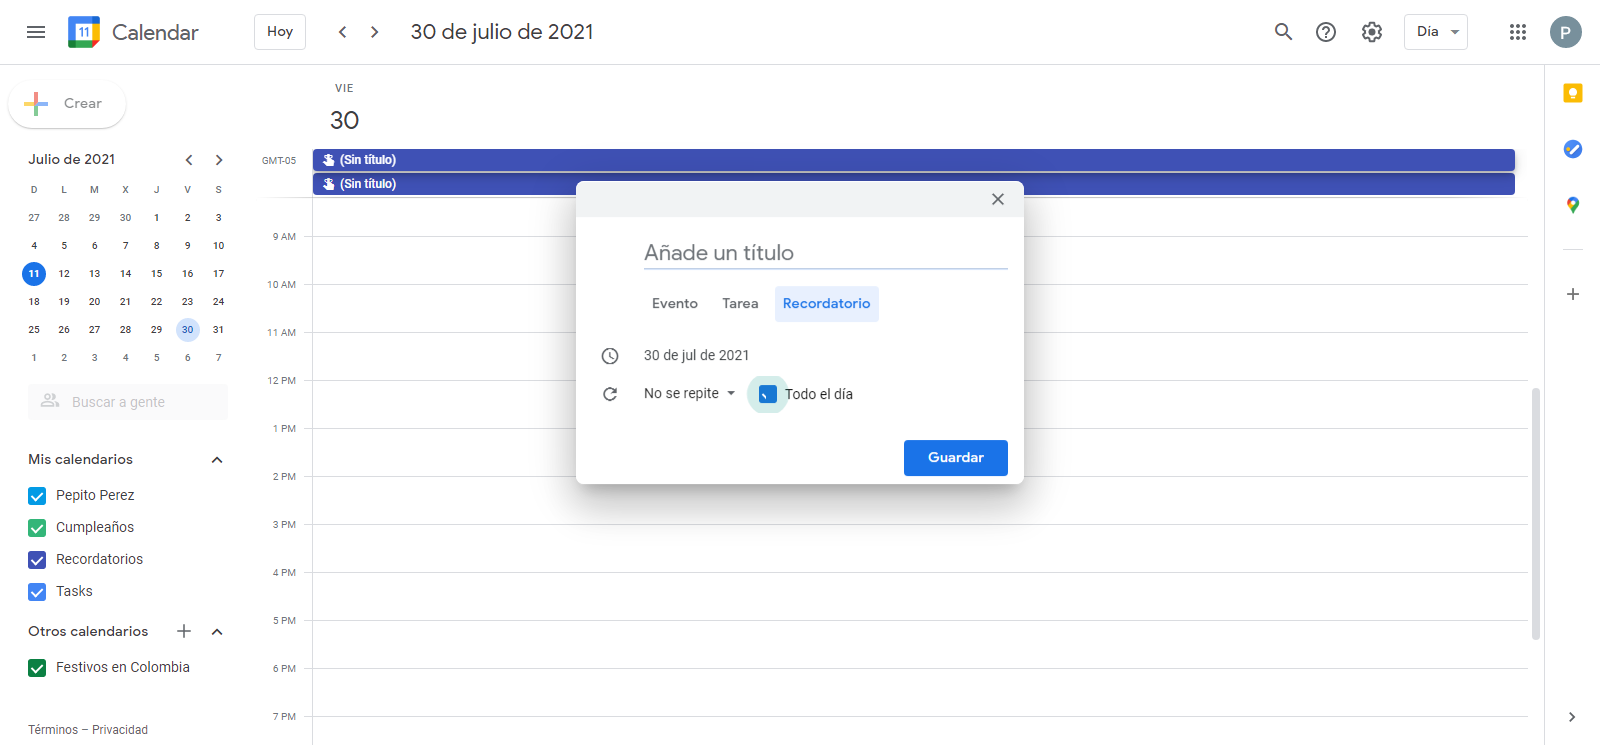 11 Calendar Hoy 30 de julio de 2021 Día P
Crear
VIE
30
Julio de 2021
GMT-05 (Sin título)
(Sin título)
D L M X J V S
27 28 29 30 1 2 3
4 5 6 7 8 9 10
11 12 13 14 15 16 17
18 19 20 21 22 23 24
25 26 27 28 29 30 31
1 2 3 4 5 6 7
Buscar a gente
Mis calendarios
Pepito Perez
Cumpleaños
Recordatorios
Tasks
Otros calendarios
Festivos en Colombia
Términos – Privacidad
9 AM
10 AM
11 AM
12 PM
1 PM
2 PM
3 PM
4 PM
5 PM
6 PM
7 PM
Añade un título
Evento Tarea Recordatorio
30 de jul de 2021
No se repite Todo el día
Guardar